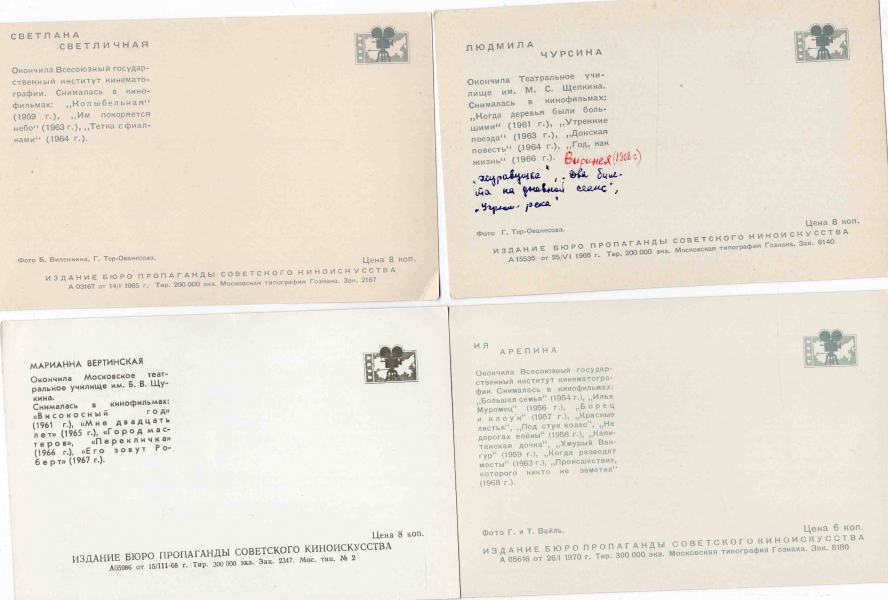 СВЕТЛАНА
СВЕТЛИЧНАЯ
Окончила Всесоюзный государ-
ственный институт кинемато-
графии. Снималась в кино-
фильмах: „Колыбельная“
(1959 г.), „Им покоряется
небо“ (1963 г.), „Тетка с фиал-
ками“ (1964 г.).
Фото Б. Виленкина, Г. Тер-Ованесова.
Цена 8 коп.
ИЗДАНИЕ БЮРО ПРОПАГАНДЫ СОВЕТСКОГО КИНОИСКУССТВА
А 03167 от 14/I 1965 г. Тир. 200 000 экз. Московская типография Гознака. Зак. 2167
ЛЮДМИЛА
ЧУРСИНА
Окончила Театральное учи-
лище им. М. С. Щепкина.
Снималась в кинофильмах:
„Когда деревья были боль-
шими“ (1961 г.), „Утренние
поезда“ (1963 г.), „Донская
повесть“ (1964 г.), „Год, как
жизнь“ (1966 г.). Виринея (1968 г)
„журавушка“, „два биле-
та на дневной сеанс“,
„Угрюм-река“
Фото Г. Тер-Ованесова.
Цена 8 коп.
ИЗДАНИЕ БЮРО ПРОПАГАНДЫ СОВЕТСКОГО КИНОИСКУССТВА
А 15536 от 25/VI 1966 г. Тир. 200 000 экз. Московская типография Гознака. Зак. 6140
МАРИАННА ВЕРТИНСКАЯ
Окончила Московское теат-
ральное училище им. Б. В. Щу-
кина.
Снималась в кинофильмах:
«Високосный год»
(1961 г.), «Мне двадцать
лет» (1965 г.), «Город мас-
теров», «Перекличка»
(1966 г.), «Его зовут Ро-
берт» (1967 г.).
Цена 8 коп.
ИЗДАНИЕ БЮРО ПРОПАГАНДЫ СОВЕТСКОГО КИНОИСКУССТВА
А05986 от 15/III-68 г. Тир. 300 000 экз. Зак. 2347. Мос. тип. № 2
ИЯ
АРЕПИНА
Окончила Всесоюзный государ-
ственный институт кинематогра-
фии. Снималась в кинофильмах:
„Большая семья“ (1954 г.), „Илья
Муромец“ (1956 г.), „Борец
и клоун“ (1957 г.), „Красные
листья“, „Под стук колес“, „На
дорогах войны“ (1958 г.), „Капи-
танская дочка“, „Хмурый Ван-
гур“ (1959 г.), „Когда разводят
мосты“ (1963 г.), „Происшествие,
которого никто не заметил“
(1968 г.).
Фото Г. и Т. Вайль.
Цена 6 коп.
ИЗДАНИЕ БЮРО ПРОПАГАНДЫ СОВЕТСКОГО КИНОИСКУССТВА
А 05616 от 26/I 1970 г. Тир. 300 000 экз. Московская типография Гознака. Зак. 8180